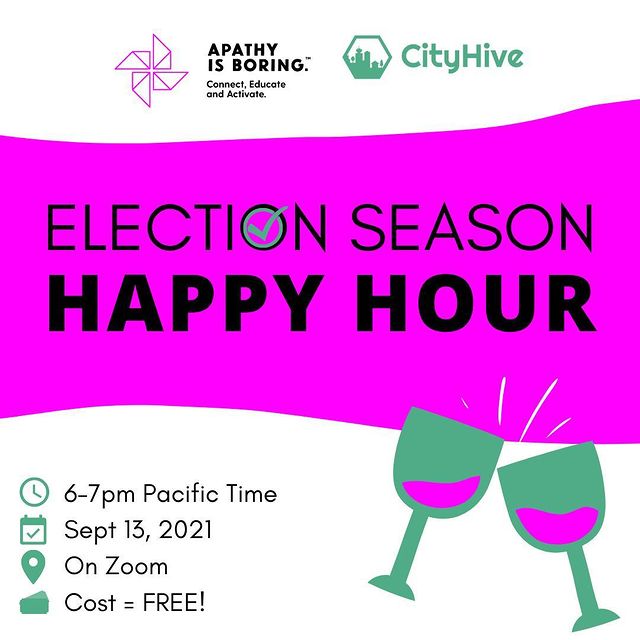 APATHY
IS BORING.™
Connect, Educate
and Activate.
CityHive
ELECTION SEASON
HAPPY HOUR
6-7pm Pacific Time
Sept 13, 2021
On Zoom
Cost = FREE!